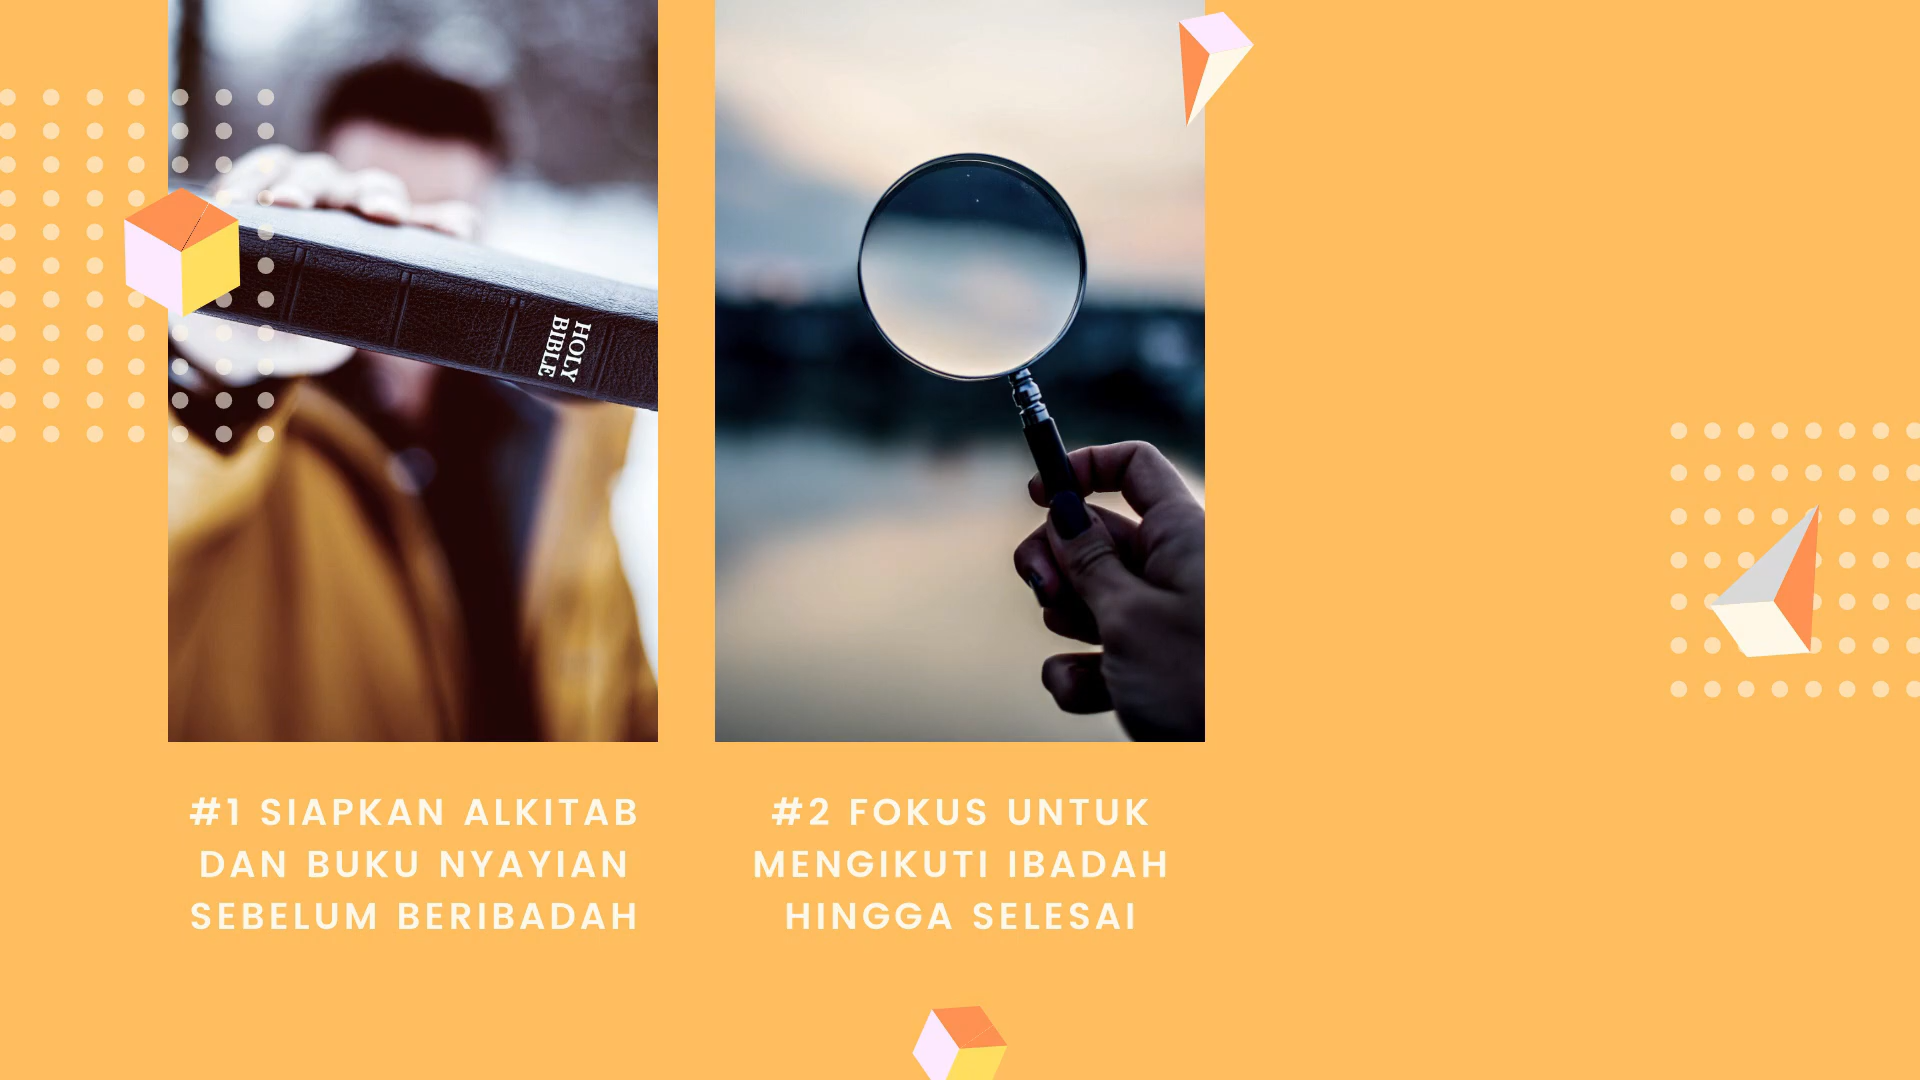 HOLY
BIBLE
#1 SIAPKAN ALKITAB
DAN BUKU NYAYIAN
SEBELUM BERIBADAH
#2 FOKUS UNTUK
MENGIKUTI IBADAH
HINGGA SELESAI